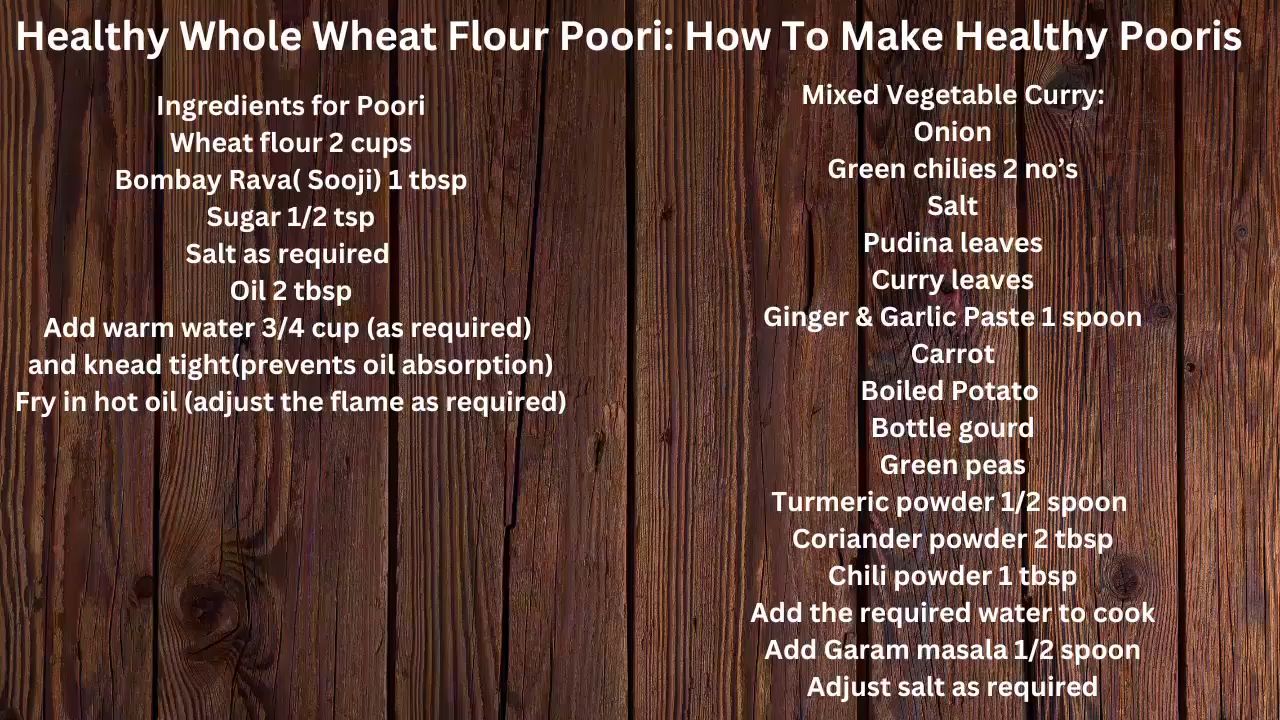 Healthy Whole Wheat Flour Poori: How To Make Healthy Pooris
Ingredients for Poori
Wheat flour 2 cups
Bombay Rava( Sooji) 1 tbsp
Sugar 1/2 tsp
Salt as required
Oil 2 tbsp
Add warm water 3/4 cup (as required)
and knead tight(prevents oil absorption)
Fry in hot oil (adjust the flame as required)
Mixed Vegetable Curry:
Onion
Green chilies 2 no’s
Salt
Pudina leaves
Curry leaves
Ginger & Garlic Paste 1 spoon
Carrot
Boiled Potato
Bottle gourd
Green peas
Turmeric powder 1/2 spoon
Coriander powder 2 tbsp
Chili powder 1 tbsp
Add the required water to cook
Add Garam masala 1/2 spoon
Adjust salt as required